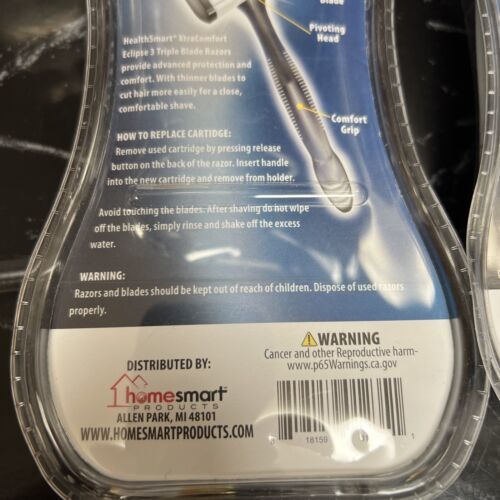 Blade
Pivoting
Head
HealthSmart® XtraComfort
Eclipse 3 Triple Blade Razors
provide advanced protection and
comfort. With thinner blades to
cut hair more easily for a close,
comfortable shave.
Comfort
Grip
HOW TO REPLACE CARTIDGE:
Remove used cartridge by pressing release
button on the back of the razor. Insert handle
into the new cartridge and remove from holder.
Avoid touching the blades. After shaving do not wipe
off the blades, simply rinse and shake off the excess
water.
WARNING:
Razors and blades should be kept out of reach of children. Dispose of used razors
properly.
DISTRIBUTED BY:
homesmart™
PRODUCTS
ALLEN PARK, MI 48101
WWW.HOMESMARTPRODUCTS.COM
WARNING
Cancer and other Reproductive harm-
www.p65Warnings.ca.gov
18159
1